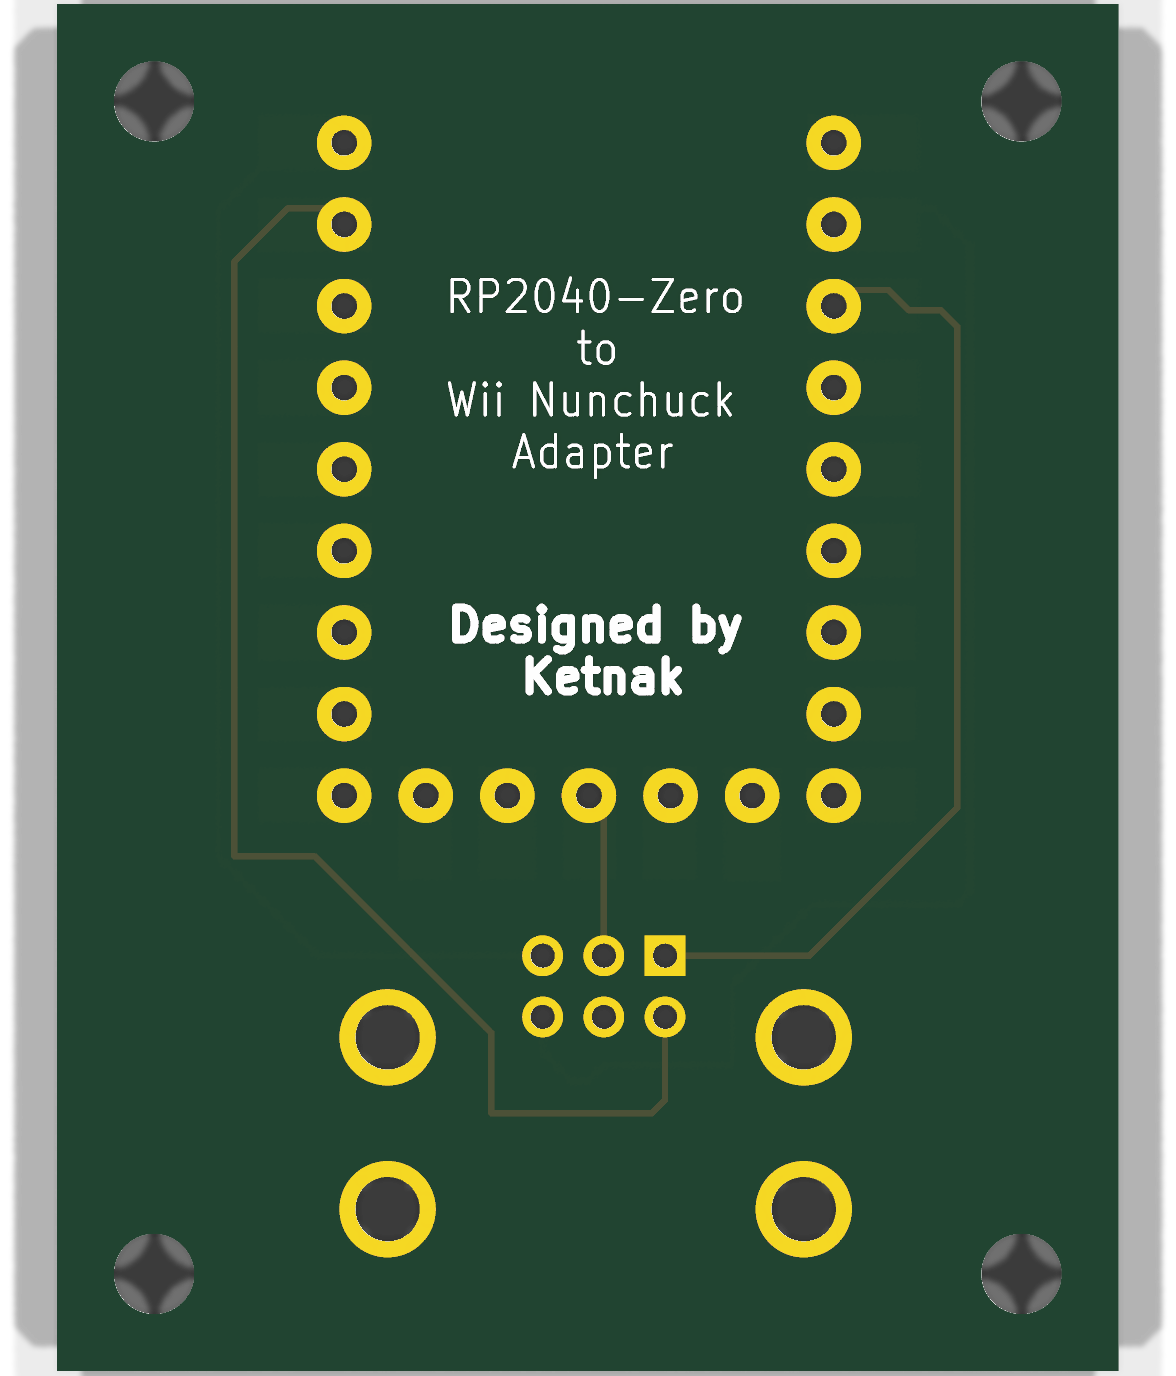 RP2040-Zero
to
Wii Nunchuck
Adapter
Designed by
Ketnak